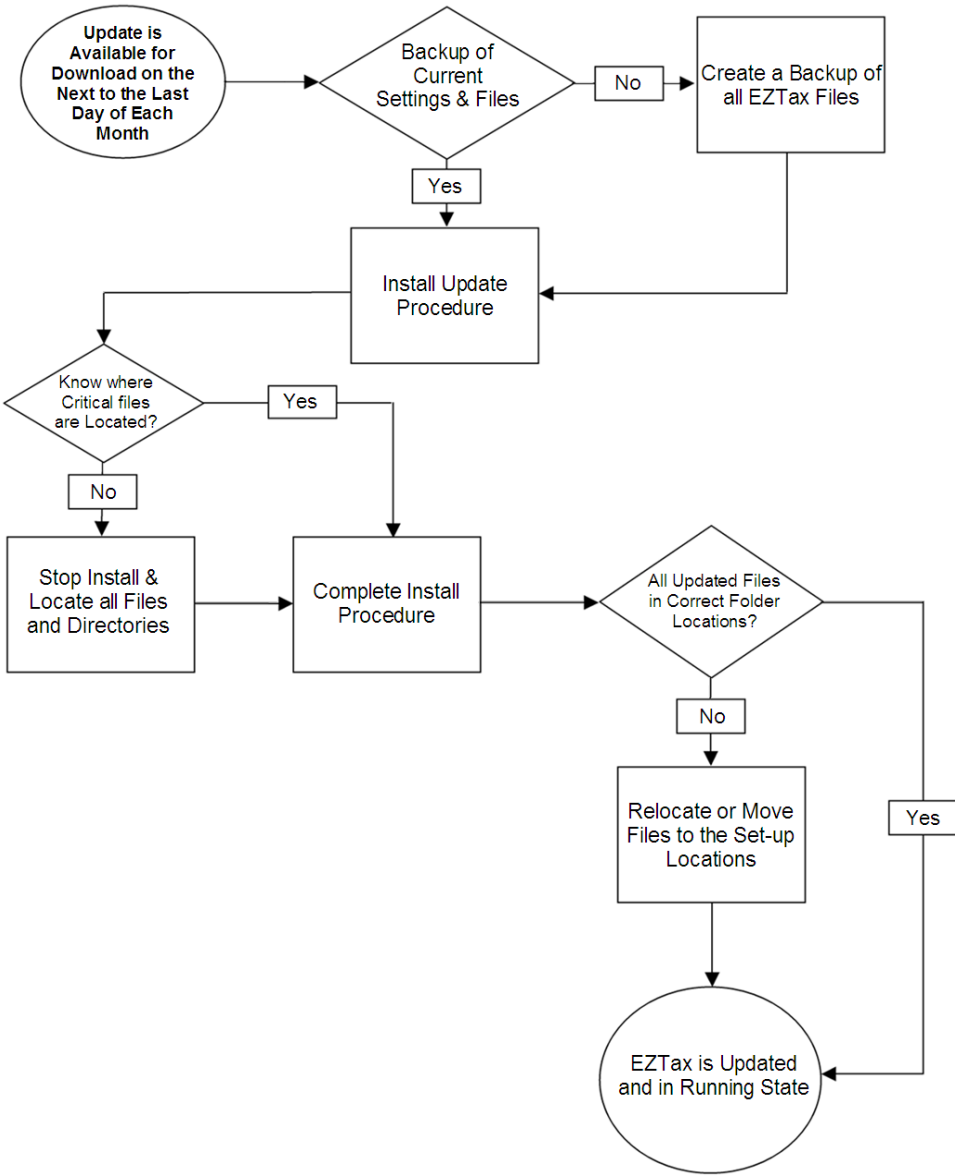 Update is
Available for
Download on the
Next to the Last
Day of Each
Month
Backup of
Current
Settings & Files
No
Create a Backup of
all EZTax Files
Yes
Install Update
Procedure
Know where
Critical files
are Located?
Yes
No
Stop Install &
Locate all Files
and Directories
Complete Install
Procedure
All Updated Files
in Correct Folder
Locations?
No
Yes
Relocate or Move
Files to the Set-up
Locations
EZTax is Updated
and in Running State